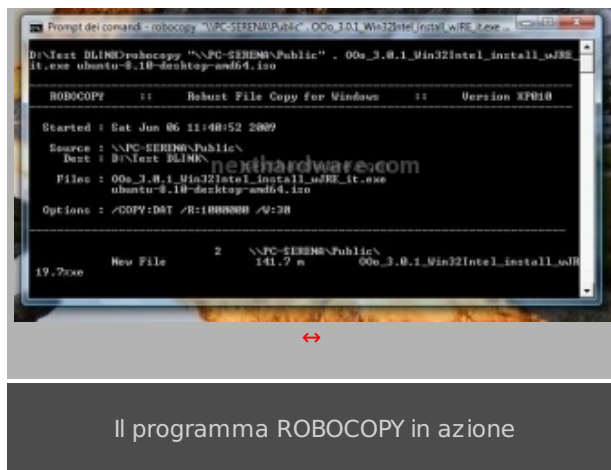 Prompt dei comandi - robocopy "\\PC-SERENA\Public" . OOo_3.0.1_Win32Intel_install_wJRE_it.exe ...
D:\Test DLINK>robocopy "\\PC-SERENA\Public" . OOo_3.0.1_Win32Intel_install_wJRE_
it.exe ubuntu-8.10-desktop-amd64.iso
ROBOCOPY :: Robust File Copy for Windows :: Version XP010
Started : Sat Jun 06 11:40:52 2009
Source : \\PC-SERENA\Public\
Dest : D:\Test DLINK\
nexthardware.com
Files : OOo_3.0.1_Win32Intel_install_wJRE_it.exe
ubuntu-8.10-desktop-amd64.iso
Options : /COPY:DAT /R:1000000 /W:30
2 \\PC-SERENA\Public\
New File 141.7 m OOo_3.0.1_Win32Intel_install_wJR
19.7%xe
Il programma ROBOCOPY in azione